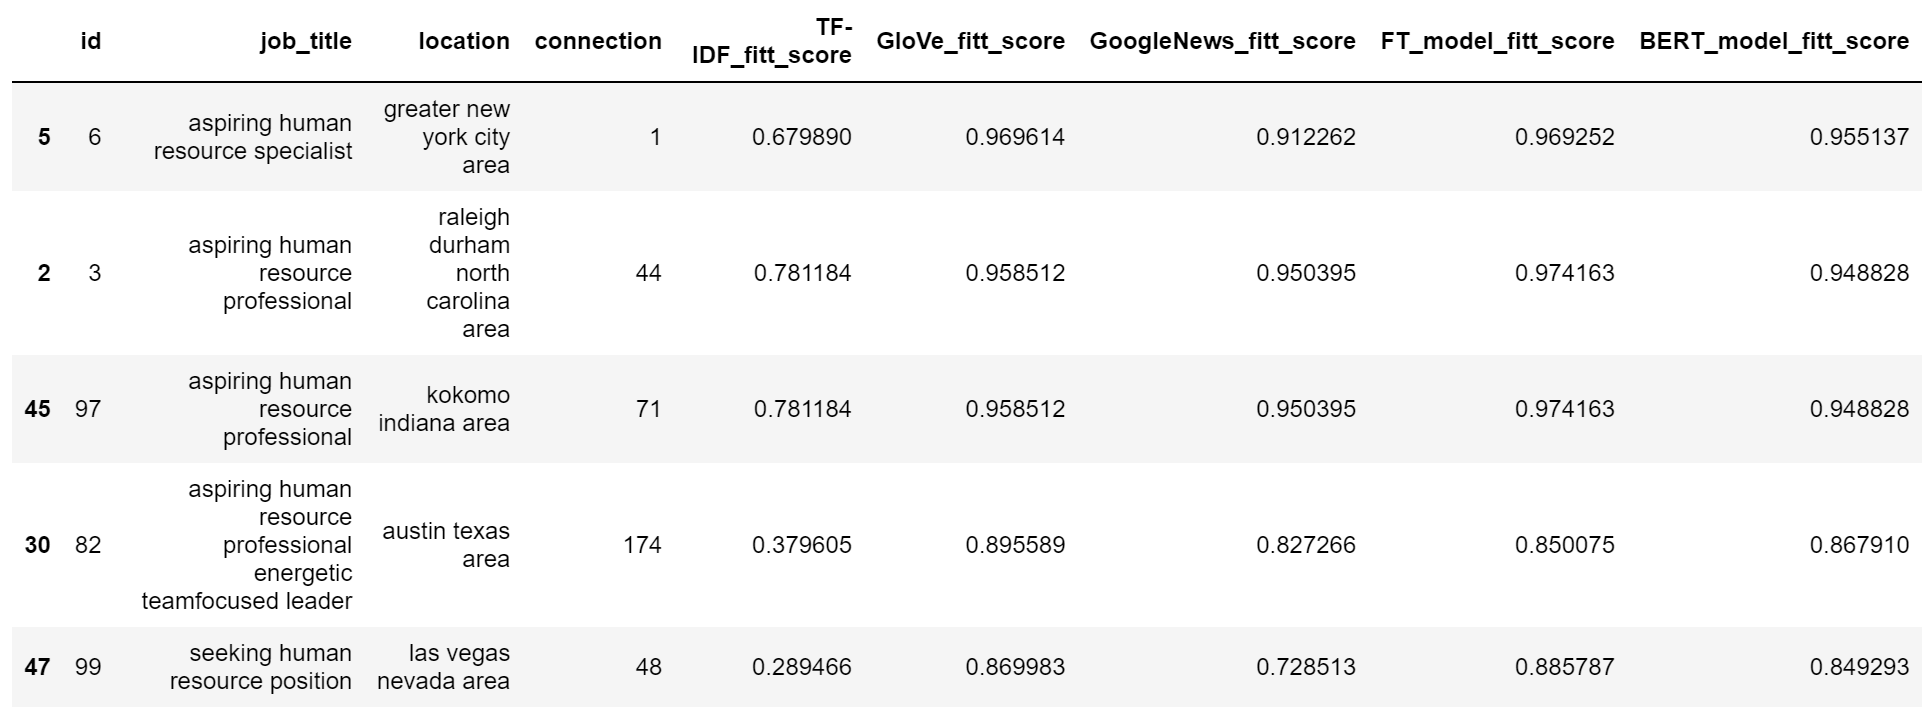 id job_title location connection TF-IDF_fitt_score GloVe_fitt_score GoogleNews_fitt_score FT_model_fitt_score BERT_model_fitt_score
5 6 aspiring human resource specialist greater new york city area 1 0.679890 0.969614 0.912262 0.969252 0.955137
2 3 aspiring human resource professional raleigh durham north carolina area 44 0.781184 0.958512 0.950395 0.974163 0.948828
45 97 aspiring human resource professional kokomo indiana area 71 0.781184 0.958512 0.950395 0.974163 0.948828
30 82 aspiring human resource professional energetic teamfocused leader austin texas area 174 0.379605 0.895589 0.827266 0.850075 0.867910
47 99 seeking human resource position las vegas nevada area 48 0.289466 0.869983 0.728513 0.885787 0.849293